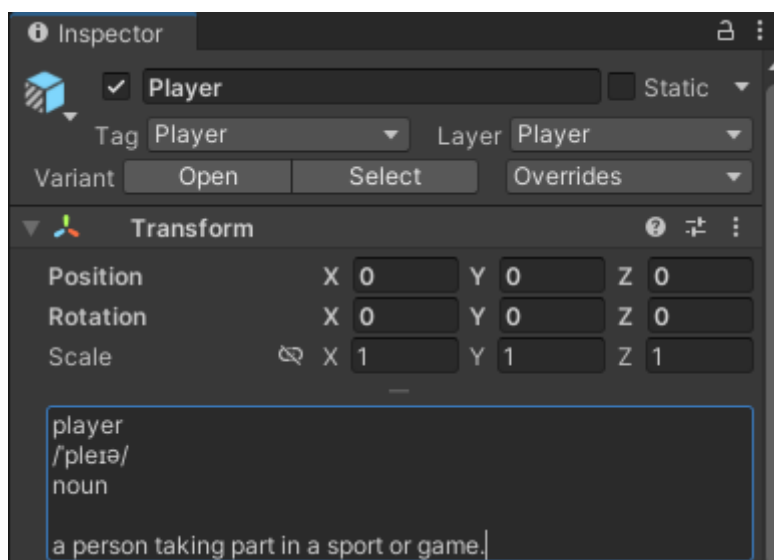 Inspector
Player Static
Tag Player Layer Player
Variant Open Select Overrides
Transform
Position X 0 Y 0 Z 0
Rotation X 0 Y 0 Z 0
Scale X 1 Y 1 Z 1
player
/ˈpleɪə/
noun
a person taking part in a sport or game.